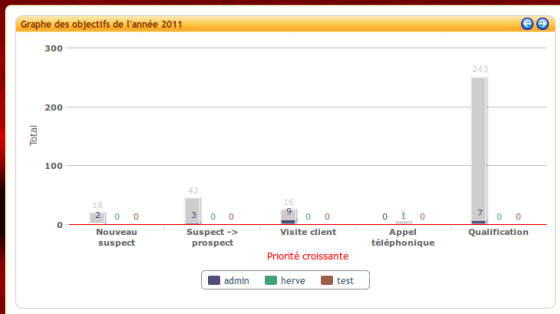 Graphe des objectifs de l'année 2011
300
243
200
Total
100
42
18
16
2 0 0 3 0 0 9 0 0 0 1 0 7 0 0
0
Nouveau suspect
Suspect -> prospect
Visite client
Appel téléphonique
Qualification
Priorité croissante
admin herve test